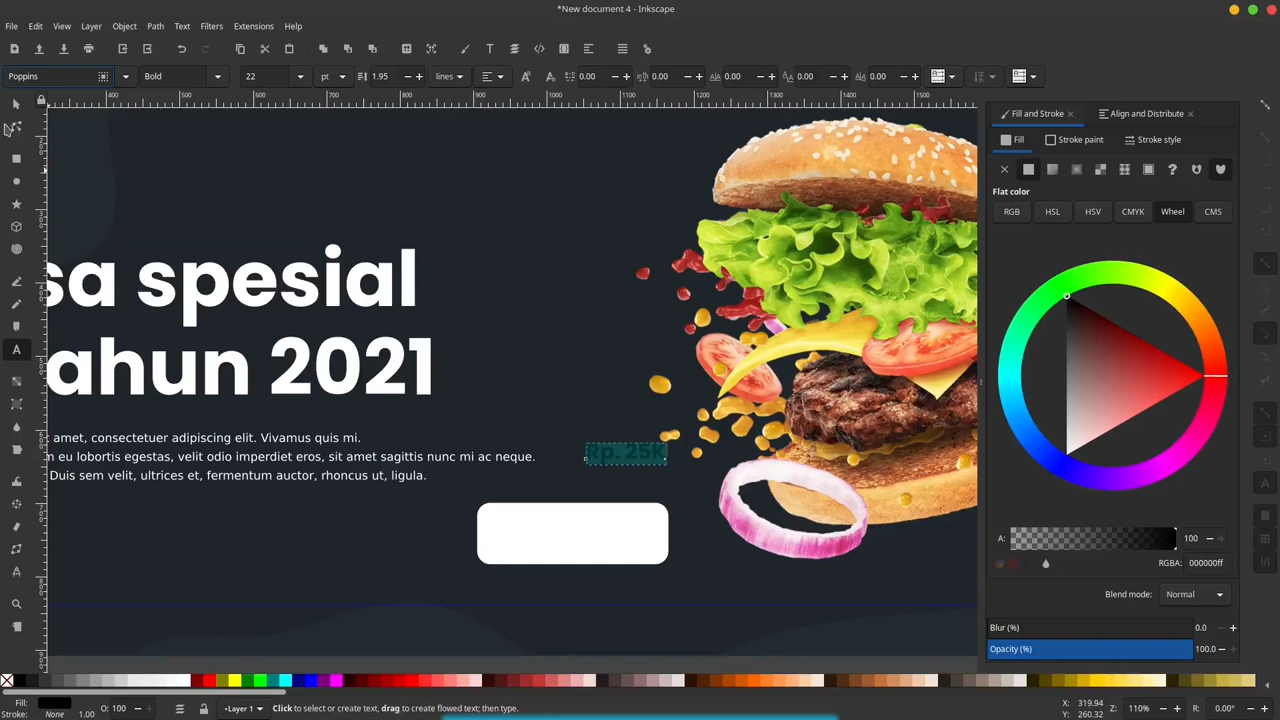 *New document 4 - Inkscape
File Edit View Layer Object Path Text Filters Extensions Help
Poppins Bold 22 pt 1.95 lines 0.00 0.00 0.00 0.00 0.00
400 500 600 700 800 900 1000 1100 1200 1300 1400 1500
Fill and Stroke Align and Distribute
Fill Stroke paint Stroke style
Flat color
RGB HSL HSV CMYK Wheel CMS
sa spesial
ahun 2021
amet, consectetuer adipiscing elit. Vivamus quis mi.
n eu lobortis egestas, velit odio imperdiet eros, sit amet sagittis nunc mi ac neque.
Duis sem velit, ultrices et, fermentum auctor, rhoncus ut, ligula.
Rp. 25K
A: 100
RGBA: 000000ff
Blend mode: Normal
Blur (%) 0.0
Opacity (%) 100.0
Fill: O: 100 Layer 1 Click to select or create text, drag to create flowed text; then type. X: 319.94 Z: 110% R: 0.00°
Stroke: None 1.00 Y: 260.32